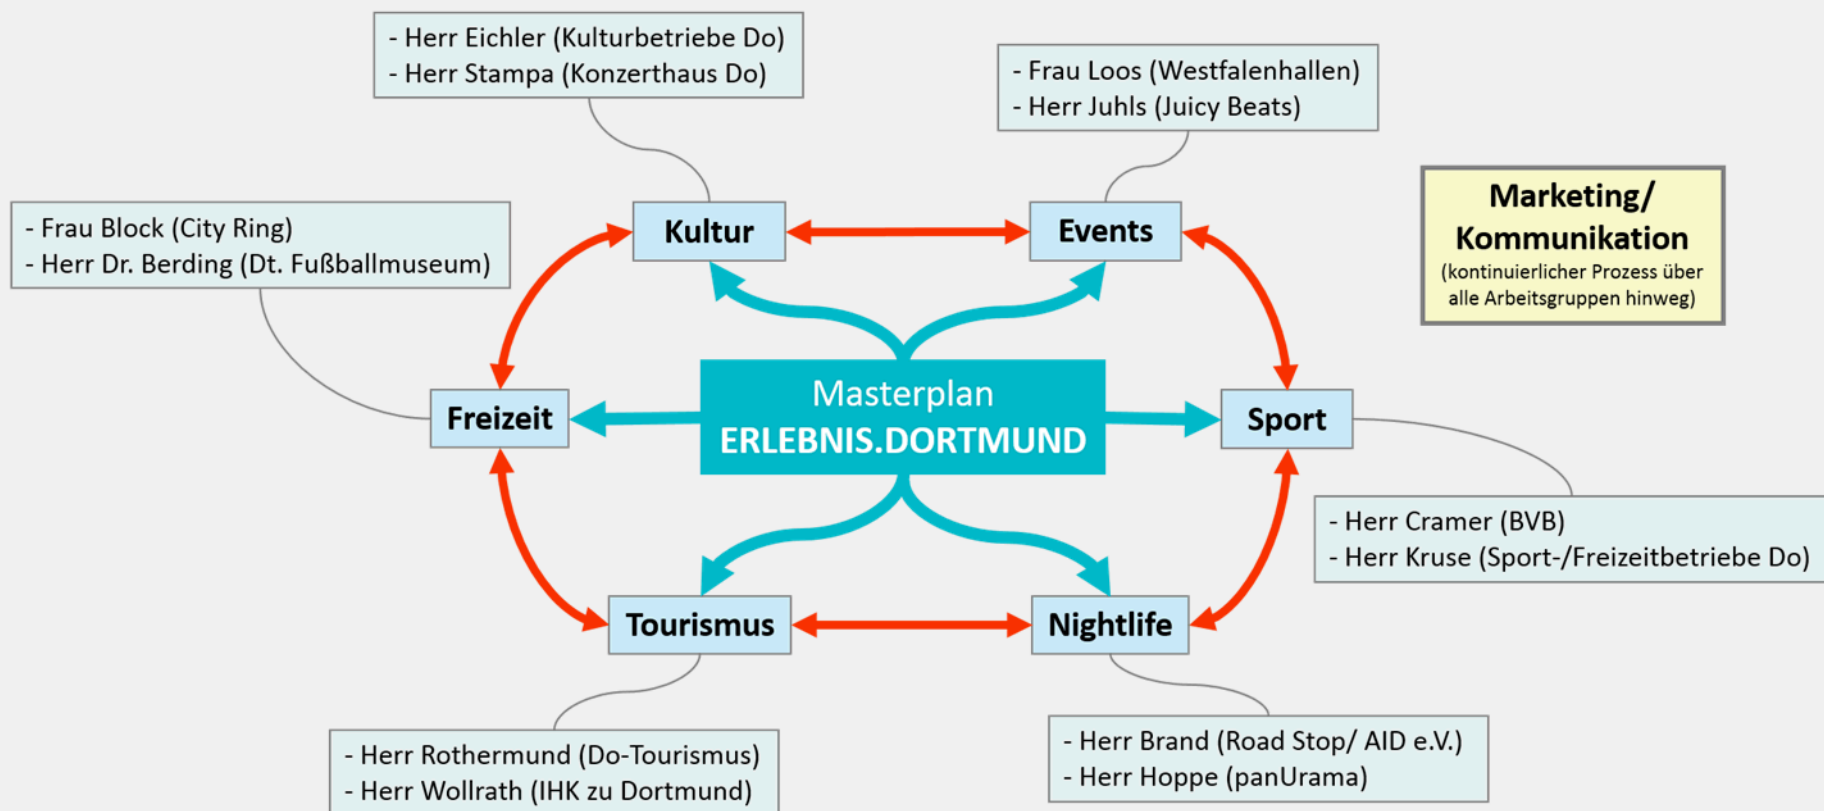 - Herr Eichler (Kulturbetriebe Do)
- Herr Stampa (Konzerthaus Do)
- Frau Loos (Westfalenhallen)
- Herr Juhls (Juicy Beats)
Marketing/
Kommunikation
(kontinuierlicher Prozess über
alle Arbeitsgruppen hinweg)
- Frau Block (City Ring)
- Herr Dr. Berding (Dt. Fußballmuseum)
Kultur
Events
Freizeit
Masterplan
ERLEBNIS.DORTMUND
Sport
- Herr Cramer (BVB)
- Herr Kruse (Sport-/Freizeitbetriebe Do)
Tourismus
Nightlife
- Herr Rothermund (Do-Tourismus)
- Herr Wollrath (IHK zu Dortmund)
- Herr Brand (Road Stop/ AID e.V.)
- Herr Hoppe (panUrama)